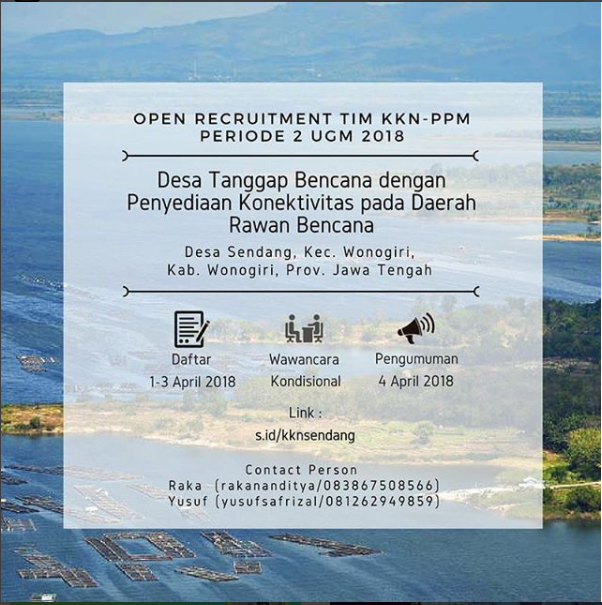 OPEN RECRUITMENT TIM KKN-PPM
PERIODE 2 UGM 2018
Desa Tanggap Bencana dengan
Penyediaan Konektivitas pada Daerah
Rawan Bencana
Desa Sendang, Kec. Wonogiri,
Kab. Wonogiri, Prov. Jawa Tengah
Daftar Wawancara Pengumuman
1-3 April 2018 Kondisional 4 April 2018
Link :
s.id/kknsendang
Contact Person
Raka (rakananditya/083867508566)
Yusuf (yusufsafrizal/081262949859)